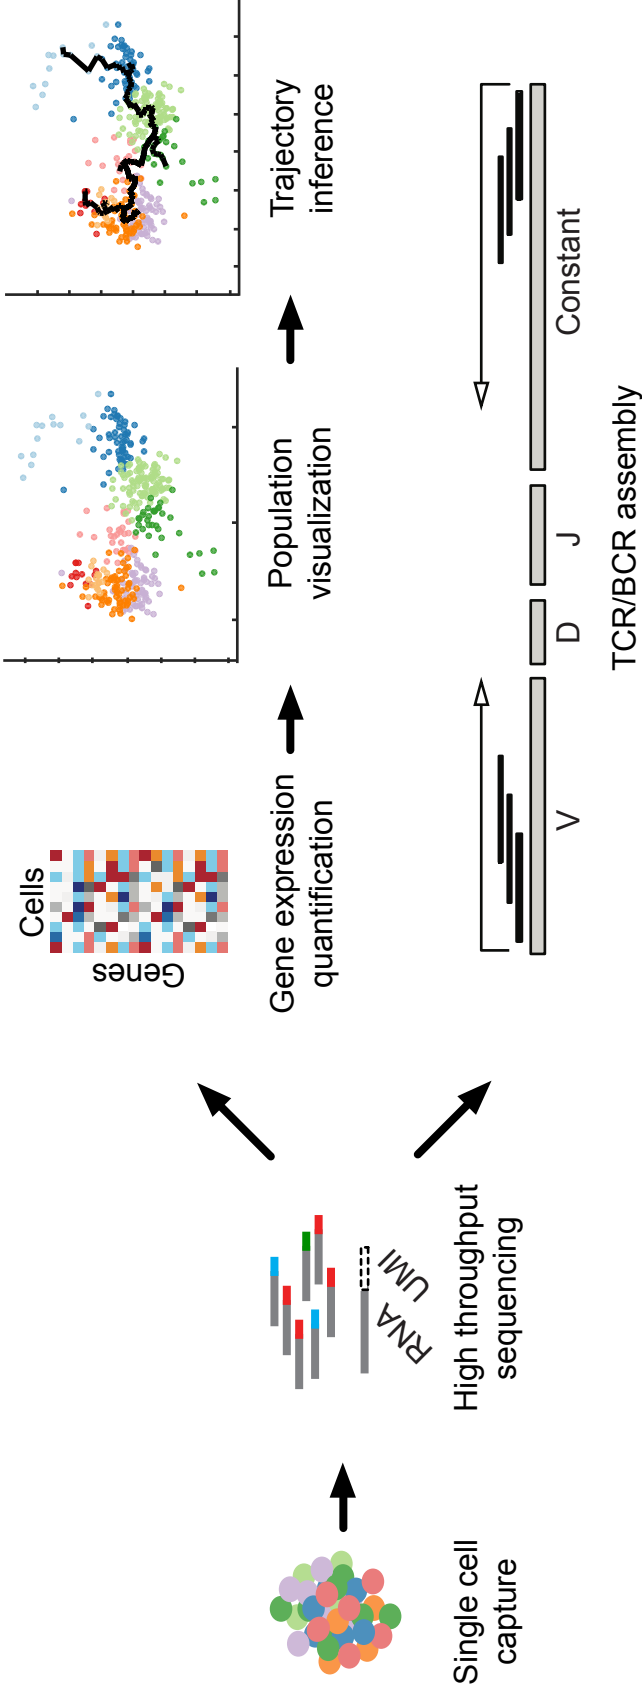 Single cell
capture
RNA
UMI
High throughput
sequencing
Cells
Genes
Gene expression
quantification
Population
visualization
Trajectory
inference
V
D
J
Constant
TCR/BCR assembly